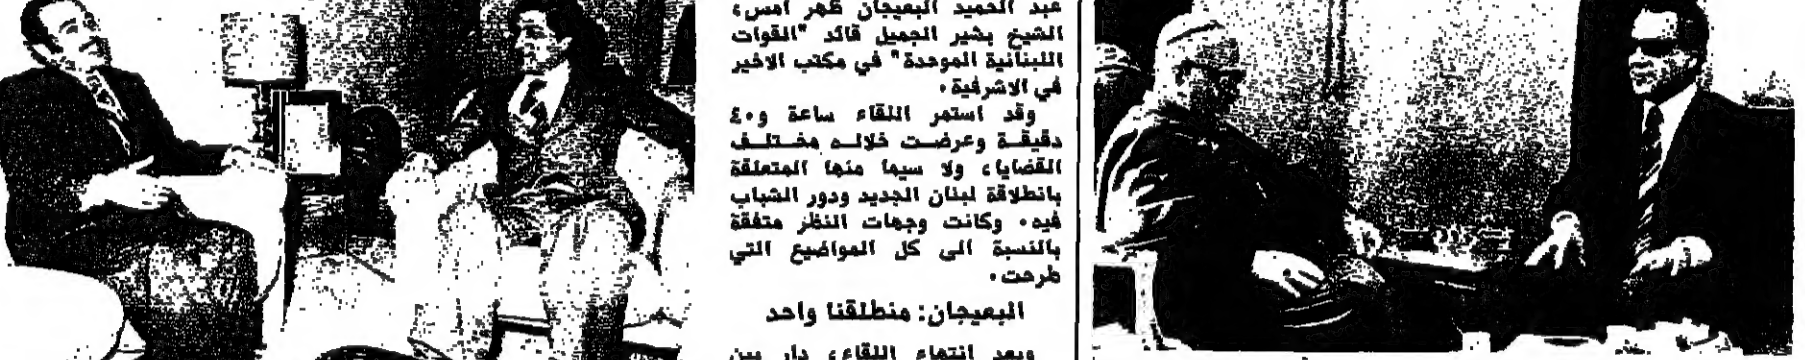 عبد الحميد البعيجان ظهر امس،
الشيخ بشير الجميل قائد "القوات
اللبنانية الموحدة" في مكتب الاخير
في الاشرفية.
وقد استمر اللقاء ساعة و٤٠
دقيقة وعرضت خلاله مختلف
القضايا، ولا سيما منها المتعلقة
بانطلاقة لبنان الجديد ودور الشباب
فيه. وكانت وجهات النظر متفقة
بالنسبة الى كل المواضيع التي
طرحت.
البعيجان: منطلقنا واحد
وبعد انتهاء اللقاء، دار بين